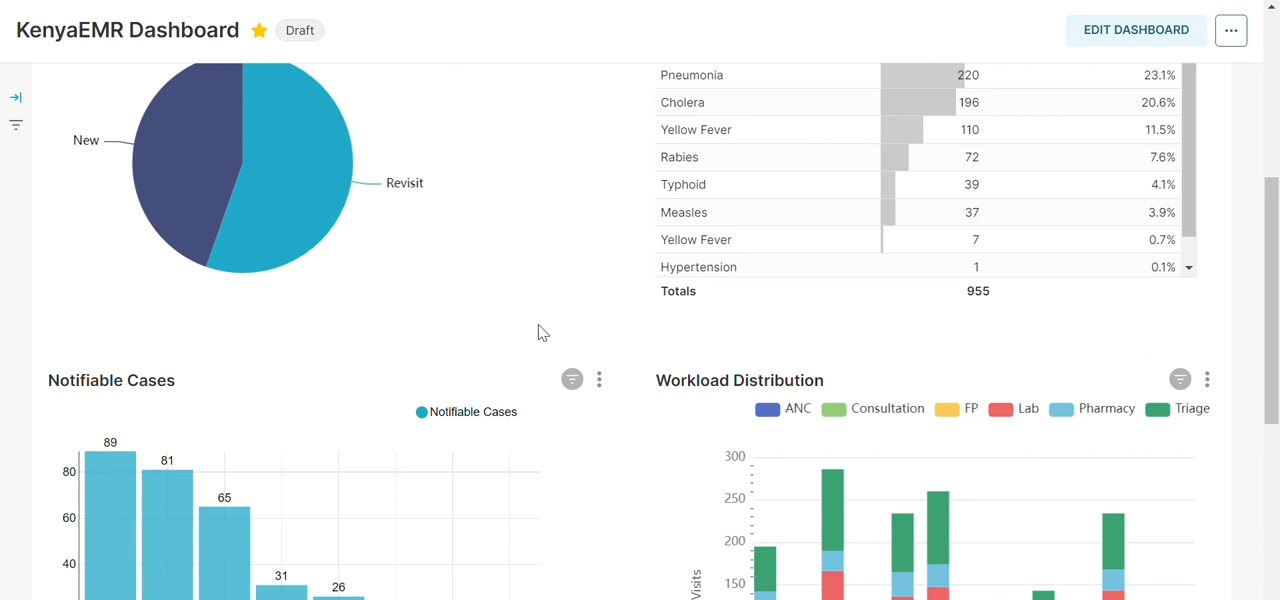 KenyaEMR Dashboard
Draft
EDIT DASHBOARD
New
Revisit
Pneumonia 220 23.1%
Cholera 196 20.6%
Yellow Fever 110 11.5%
Rabies 72 7.6%
Typhoid 39 4.1%
Measles 37 3.9%
Yellow Fever 7 0.7%
Hypertension 1 0.1%
Totals 955
Notifiable Cases
Notifiable Cases
89
81
80
65
60
40
31
26
Workload Distribution
ANC Consultation FP Lab Pharmacy Triage
300
250
200
150
Visits